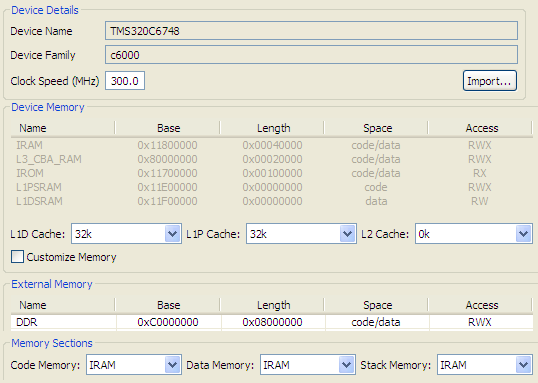 Device Details
Device Name TMS320C6748
Device Family c6000
Clock Speed (MHz) 300.0 Import...
Device Memory
Name Base Length Space Access
IRAM 0x11800000 0x00040000 code/data RWX
L3_CBA_RAM 0x80000000 0x00020000 code/data RWX
IROM 0x11700000 0x00100000 code/data RX
L1PSRAM 0x11E00000 0x00000000 code RWX
L1DSRAM 0x11F00000 0x00000000 data RW
L1D Cache: 32k L1P Cache: 32k L2 Cache: 0k
Customize Memory
External Memory
Name Base Length Space Access
DDR 0xC0000000 0x08000000 code/data RWX
Memory Sections
Code Memory: IRAM Data Memory: IRAM Stack Memory: IRAM